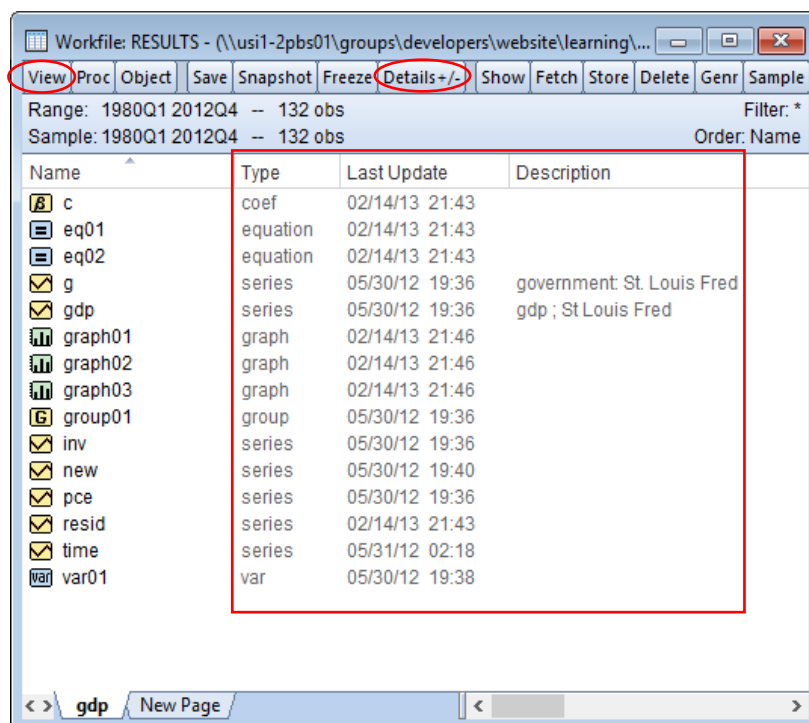 Workfile: RESULTS - (\\usi1-2pbs01\groups\developers\website\learning\...
View Proc Object Save Snapshot Freeze Details+/- Show Fetch Store Delete Genr Sample
Range: 1980Q1 2012Q4 -- 132 obs Filter: *
Sample: 1980Q1 2012Q4 -- 132 obs Order: Name
Name Type Last Update Description
β c coef 02/14/13 21:43
= eq01 equation 02/14/13 21:43
= eq02 equation 02/14/13 21:43
g series 05/30/12 19:36 government: St. Louis Fred
gdp series 05/30/12 19:36 gdp ; St Louis Fred
graph01 graph 02/14/13 21:46
graph02 graph 02/14/13 21:46
graph03 graph 02/14/13 21:46
G group01 group 05/30/12 19:36
inv series 05/30/12 19:36
new series 05/30/12 19:40
pce series 05/30/12 19:36
resid series 02/14/13 21:43
time series 05/31/12 02:18
var var01 var 05/30/12 19:38
< > gdp New Page < >